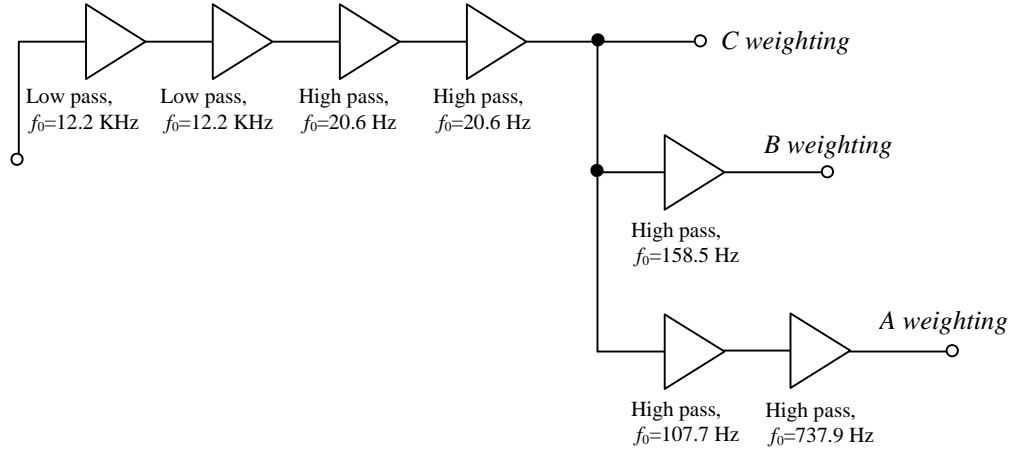 C weighting
Low pass,
f0=12.2 KHz
Low pass,
f0=12.2 KHz
High pass,
f0=20.6 Hz
High pass,
f0=20.6 Hz
B weighting
High pass,
f0=158.5 Hz
A weighting
High pass,
f0=107.7 Hz
High pass,
f0=737.9 Hz